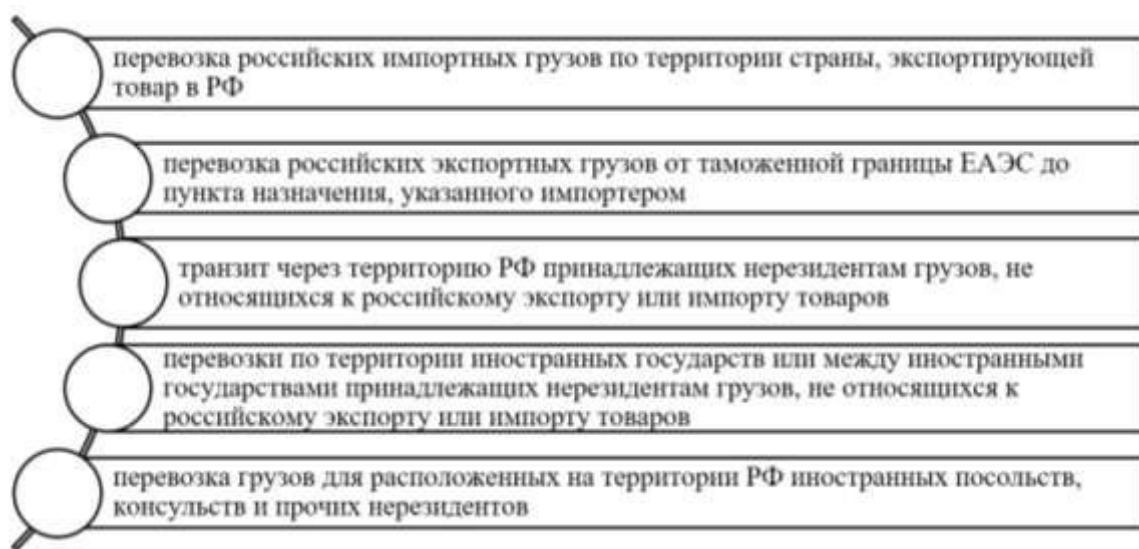 перевозка российских импортных грузов по территории страны, экспортирующей
товар в РФ
перевозка российских экспортных грузов от таможенной границы ЕАЭС до
пункта назначения, указанного импортером
транзит через территорию РФ принадлежащих нерезидентам грузов, не
относящихся к российскому экспорту или импорту товаров
перевозки по территории иностранных государств или между иностранными
государствами принадлежащих нерезидентам грузов, не относящихся к
российскому экспорту или импорту товаров
перевозка грузов для расположенных на территории РФ иностранных посольств,
консульств и прочих нерезидентов